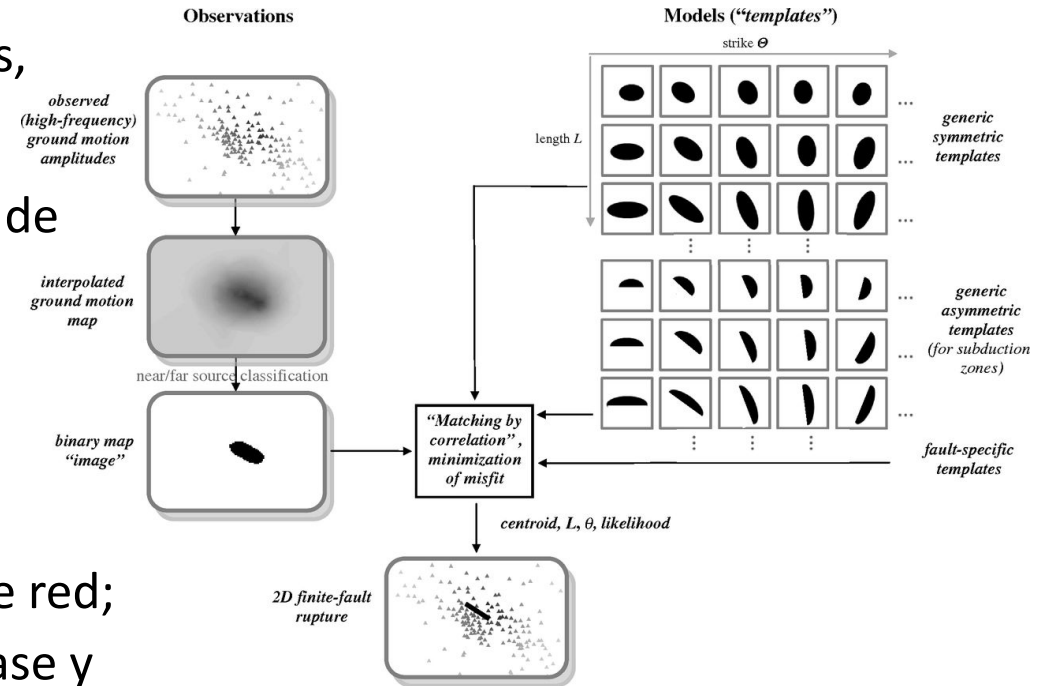 Observations
Models (“templates”)
s,
de
e red;
ase y
observed
(high-frequency)
ground motion
amplitudes
interpolated
ground motion
map
near/far source classification
binary map
“image”
strike Θ
length L
...
...
...
generic
symmetric
templates
...
...
...
generic
asymmetric
templates
(for subduction
zones)
fault-specific
templates
“Matching by
correlation” ,
minimization
of misfit
centroid, L, θ, likelihood
2D finite-fault
rupture